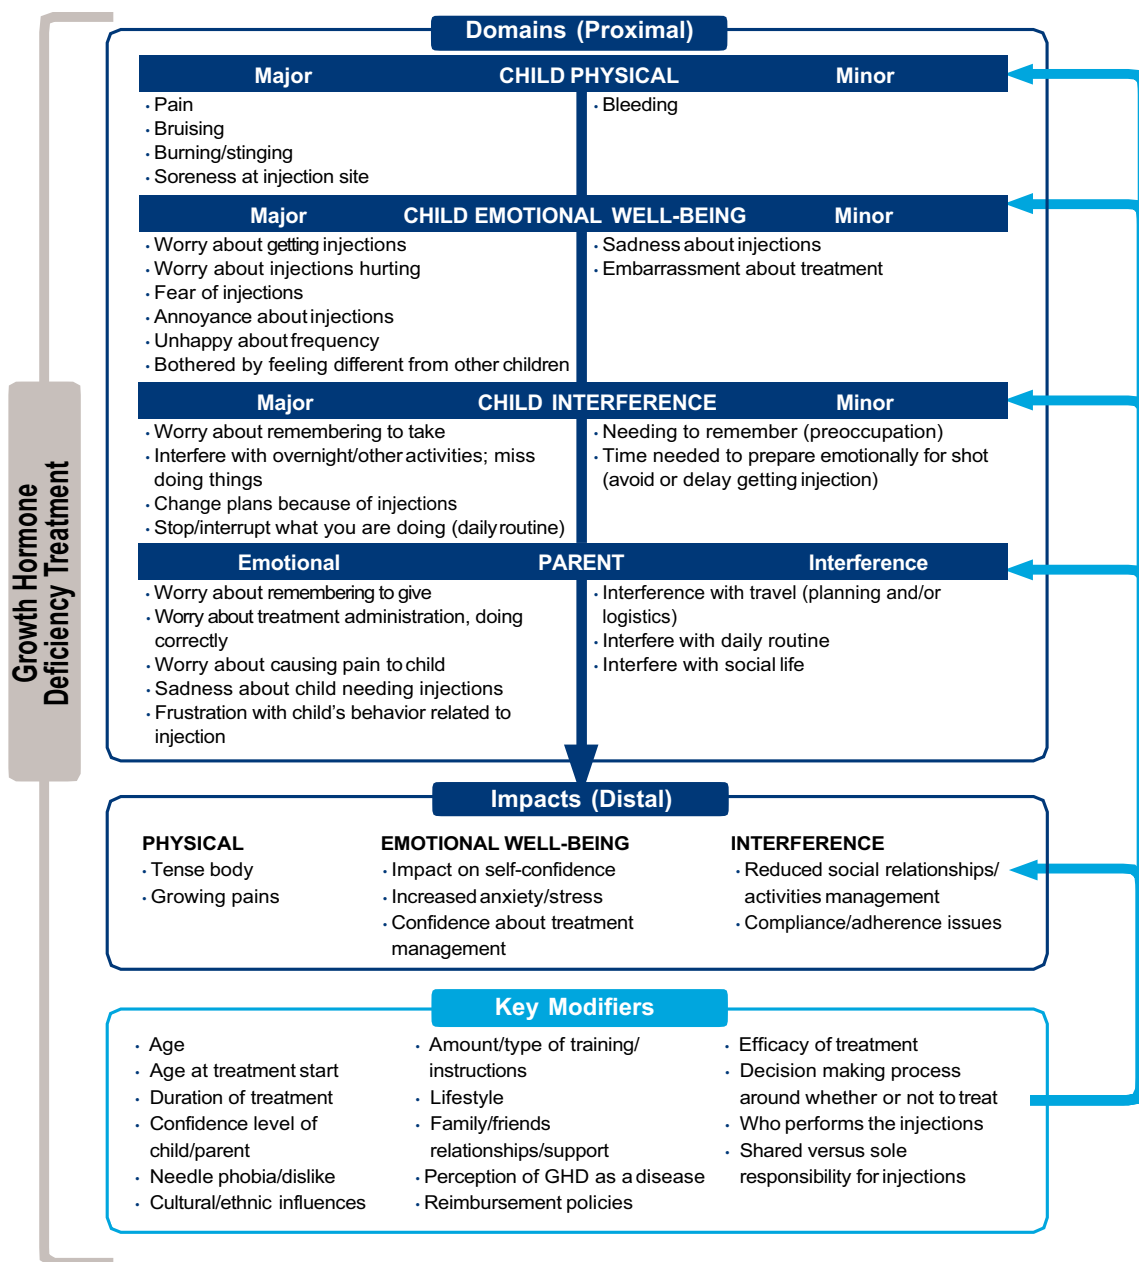 Growth Hormone
Deficiency Treatment
Domains (Proximal)
Major CHILD PHYSICAL Minor
· Pain
· Bruising
· Burning/stinging
· Soreness at injection site
· Bleeding
Major CHILD EMOTIONAL WELL-BEING Minor
· Worry about getting injections
· Worry about injections hurting
· Fear of injections
· Annoyance about injections
· Unhappy about frequency
· Bothered by feeling different from other children
· Sadness about injections
· Embarrassment about treatment
Major CHILD INTERFERENCE Minor
· Worry about remembering to take
· Interfere with overnight/other activities; miss
doing things
· Change plans because of injections
· Stop/interrupt what you are doing (daily routine)
· Needing to remember (preoccupation)
· Time needed to prepare emotionally for shot
(avoid or delay getting injection)
Emotional PARENT Interference
· Worry about remembering to give
· Worry about treatment administration, doing
correctly
· Worry about causing pain to child
· Sadness about child needing injections
· Frustration with child’s behavior related to
injection
· Interference with travel (planning and/or
logistics)
· Interfere with daily routine
· Interfere with social life
Impacts (Distal)
PHYSICAL
· Tense body
· Growing pains
EMOTIONAL WELL-BEING
· Impact on self-confidence
· Increased anxiety/stress
· Confidence about treatment
management
INTERFERENCE
· Reduced social relationships/
activities management
· Compliance/adherence issues
Key Modifiers
· Age
· Age at treatment start
· Duration of treatment
· Confidence level of
child/parent
· Needle phobia/dislike
· Cultural/ethnic influences
· Amount/type of training/
instructions
· Lifestyle
· Family/friends
relationships/support
· Perception of GHD as a disease
· Reimbursement policies
· Efficacy of treatment
· Decision making process
around whether or not to treat
· Who performs the injections
· Shared versus sole
responsibility for injections